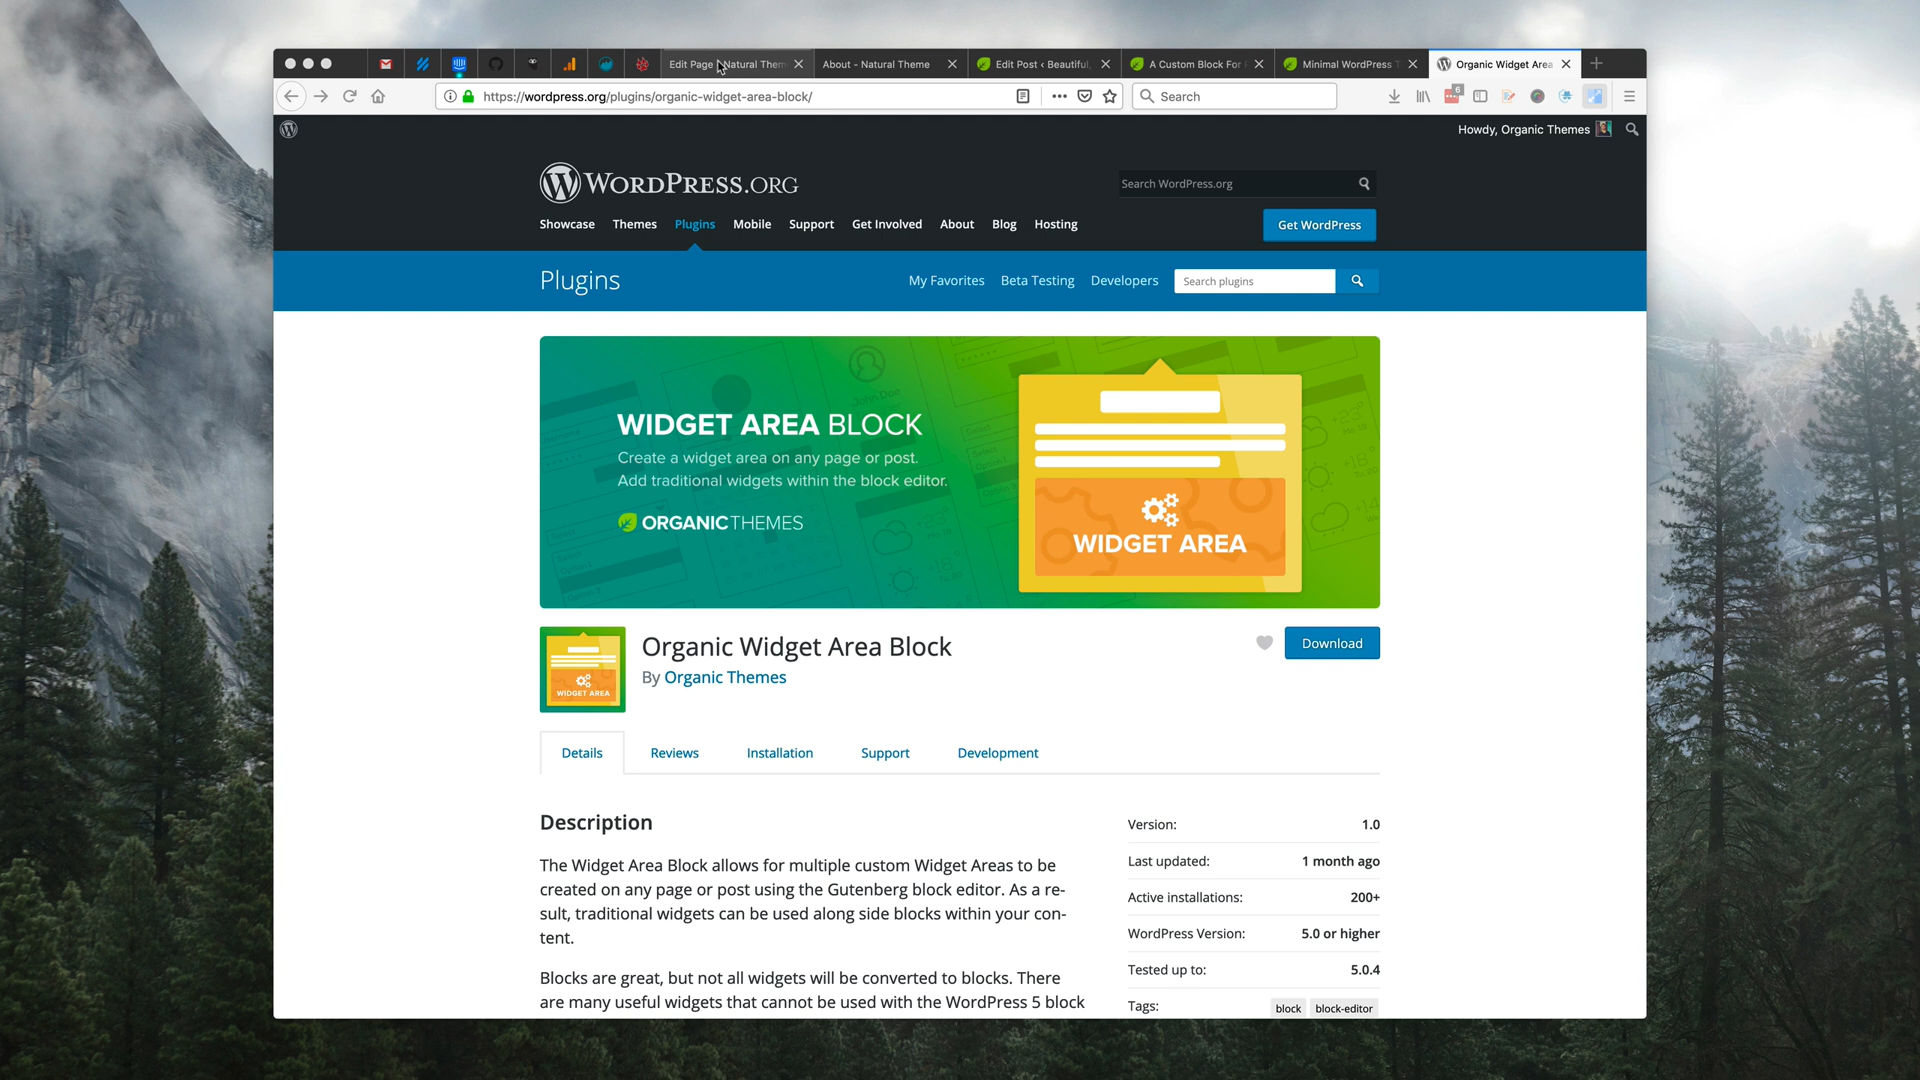 Edit Page ‹ Natural Them
About - Natural Theme
Edit Post ‹ Beautiful,
A Custom Block For
Minimal WordPress T
Organic Widget Area
https://wordpress.org/plugins/organic-widget-area-block/
Search
6
Howdy, Organic Themes
WORDPRESS.ORG
Search WordPress.org
Showcase
Themes
Plugins
Mobile
Support
Get Involved
About
Blog
Hosting
Get WordPress
Plugins
My Favorites
Beta Testing
Developers
Search plugins
WIDGET AREA BLOCK
Create a widget area on any page or post.
Add traditional widgets within the block editor.
ORGANICTHEMES
John Doe
WIDGET AREA
WIDGET AREA
Organic Widget Area Block
By Organic Themes
Download
Details
Reviews
Installation
Support
Development
Description
The Widget Area Block allows for multiple custom Widget Areas to be
created on any page or post using the Gutenberg block editor. As a re-
sult, traditional widgets can be used along side blocks within your con-
tent.
Blocks are great, but not all widgets will be converted to blocks. There
are many useful widgets that cannot be used with the WordPress 5 block
Version: 1.0
Last updated: 1 month ago
Active installations: 200+
WordPress Version: 5.0 or higher
Tested up to: 5.0.4
Tags: block block-editor